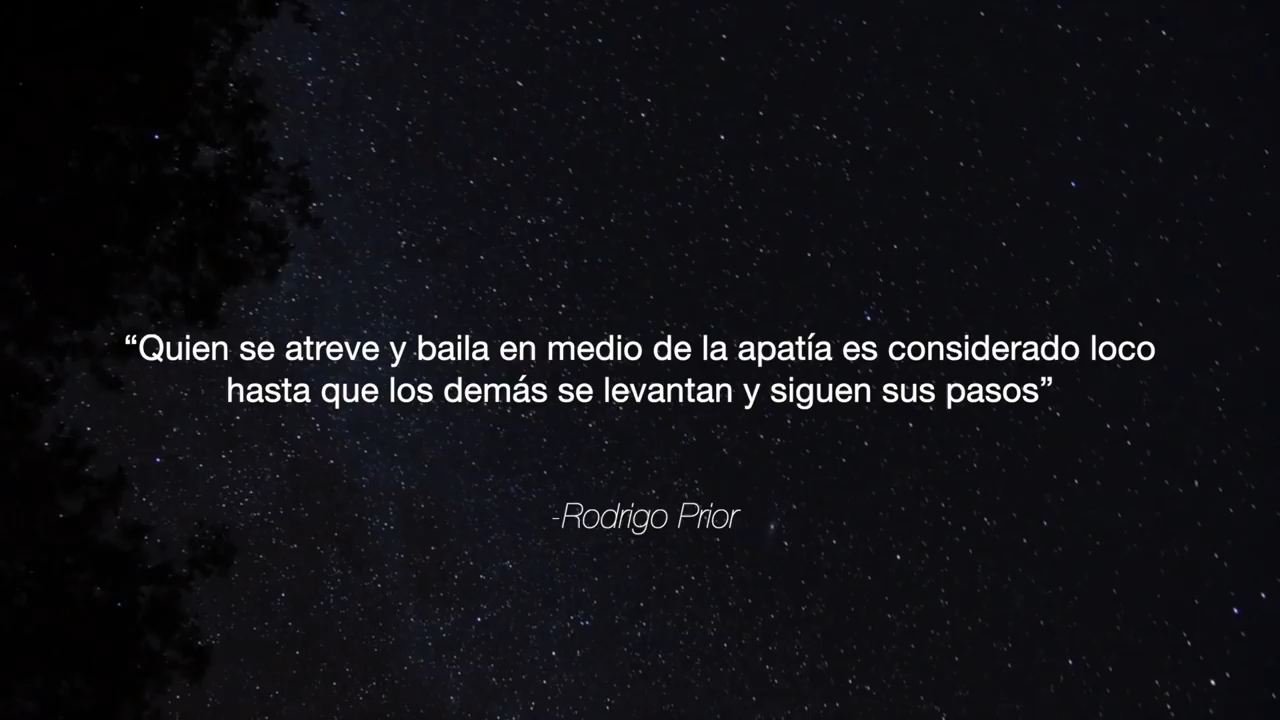 “Quien se atreve y baila en medio de la apatía es considerado loco
hasta que los demás se levantan y siguen sus pasos”
-Rodrigo Prior